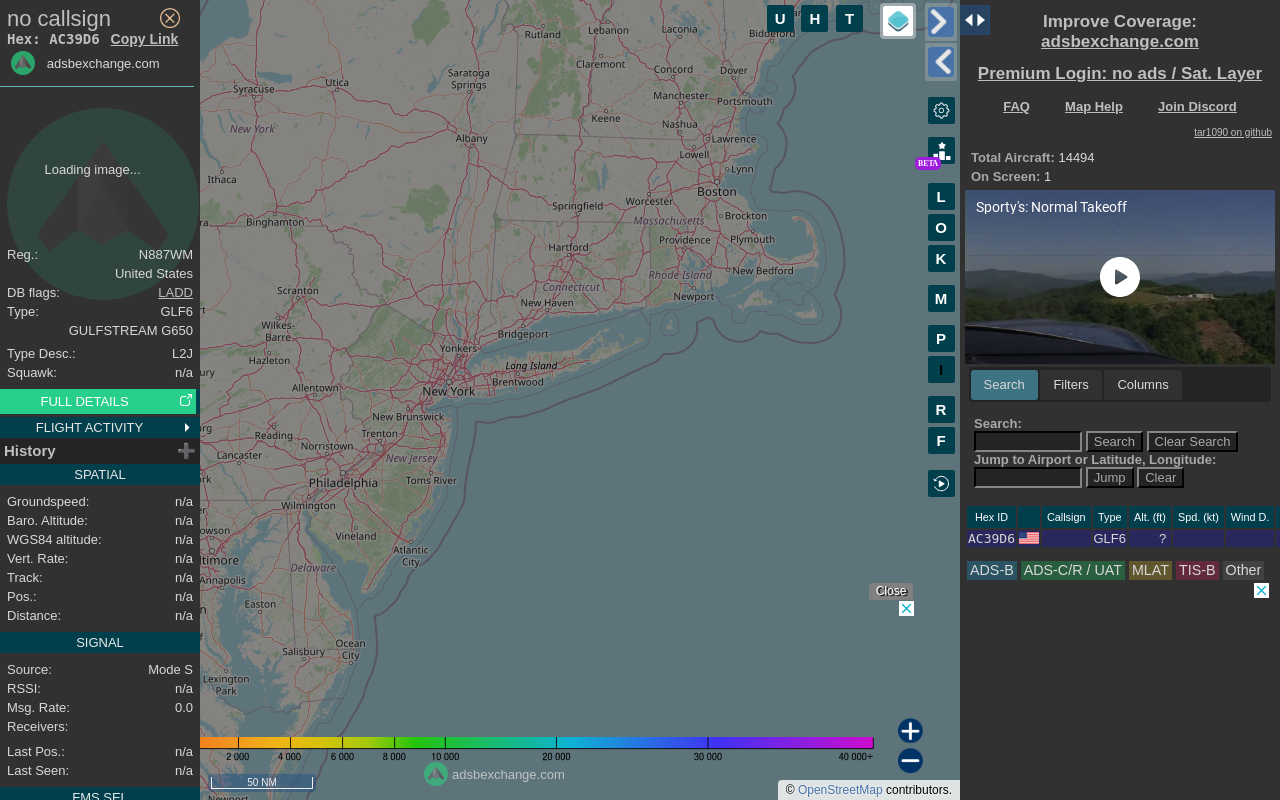 no callsign
Hex: AC39D6 Copy Link
adsbexchange.com
Loading image...
Reg.: N887WM
United States
DB flags: LADD
Type: GLF6
GULFSTREAM G650
Type Desc.: L2J
Squawk: n/a
FULL DETAILS
FLIGHT ACTIVITY
History
SPATIAL
Groundspeed: n/a
Baro. Altitude: n/a
WGS84 altitude: n/a
Vert. Rate: n/a
Track: n/a
Pos.: n/a
Distance: n/a
SIGNAL
Source: Mode S
RSSI: n/a
Msg. Rate: 0.0
Receivers:
Last Pos.: n/a
Last Seen: n/a
FMS SEL
U H T
Rutland
Lebanon
Laconia
Biddeford
Claremont
Concord
Dover
Utica
Saratoga
Springs
Syracuse
Manchester
Portsmouth
Keene
Nashua
New York
Albany
Lawrence
Lowell
Lynn
Ithaca
Boston
Springfield
Worcester
Binghamton
Massachusetts
Brockton
Providence
Plymouth
Hartford
New Bedford
Rhode Island
Connecticut
Scranton
Newport
New Haven
Wilkes-
Barre
Bridgeport
Yonkers
Hazleton
Long Island
Brentwood
Allentown
New York
New Brunswick
Reading
Trenton
Norristown
Lancaster
New Jersey
Philadelphia
Toms River
Wilmington
Vineland
Atlantic
City
Delaware
Annapolis
Easton
Ocean
City
Salisbury
Lexington
Park
BETA
L
O
K
M
P
I
R
F
Close
2 000 4 000 6 000 8 000 10 000 20 000 30 000 40 000+
50 NM
adsbexchange.com
© OpenStreetMap contributors.
Improve Coverage:
adsbexchange.com
Premium Login: no ads / Sat. Layer
FAQ Map Help Join Discord
tar1090 on github
Total Aircraft: 14494
On Screen: 1
Sporty's: Normal Takeoff
Search Filters Columns
Search:
Search Clear Search
Jump to Airport or Latitude, Longitude:
Jump Clear
Hex ID Callsign Type Alt. (ft) Spd. (kt) Wind D.
AC39D6 GLF6 ?
ADS-B ADS-C/R / UAT MLAT TIS-B Other